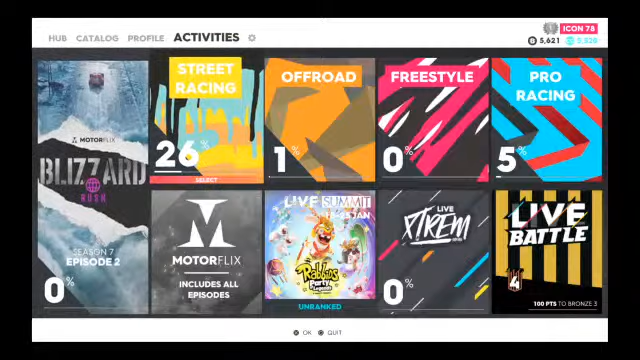 HUB CATALOG PROFILE ACTIVITIES
ICON 78
5,621
STREET
RACING
26%
SELECT
OFFROAD
1%
FREESTYLE
0%
PRO
RACING
5%
MOTORFLIX
BLIZZARD
RUSH
SEASON 7
EPISODE 2
0%
MOTORFLIX
INCLUDES ALL
EPISODES
LIVE SUMMIT
Rabbids
Party
Legends
UNRANKED
LIVE
XTREM
0%
LIVE
BATTLE
4
100 PTS TO BRONZE 3
OK QUIT